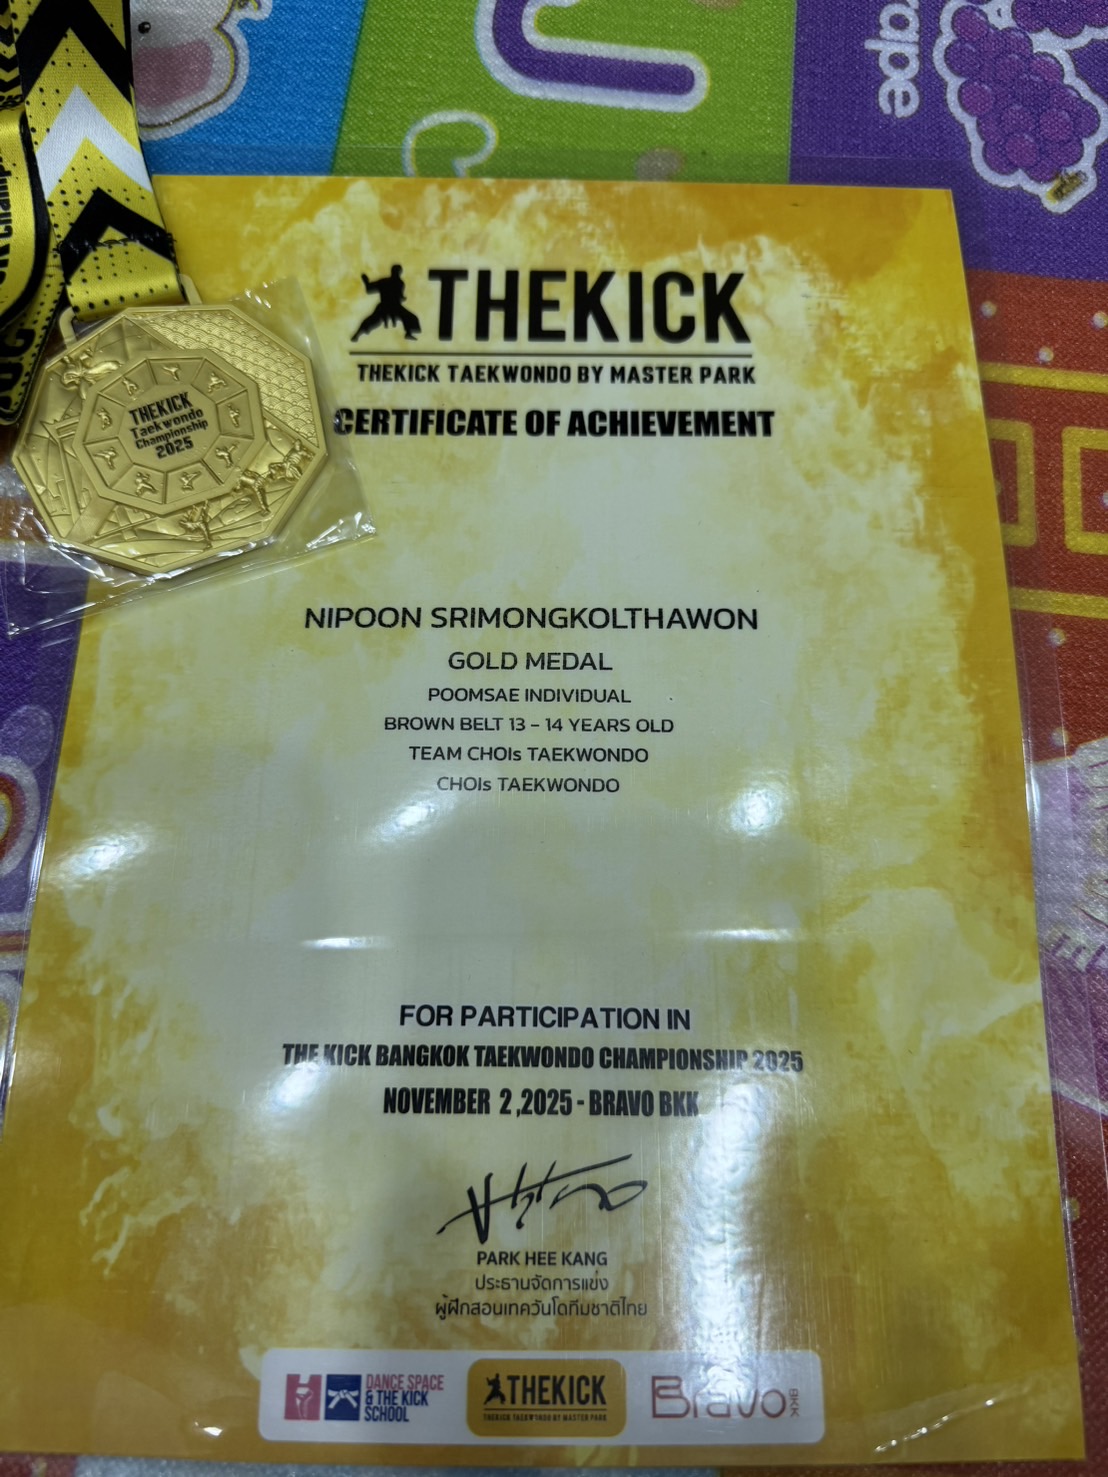 THEKICK
THEKICK TAEKWONDO BY MASTER PARK
CERTIFICATE OF ACHIEVEMENT
THEKICK
Taekwondo
Championship
2025
NIPOON SRIMONGKOLTHAWON
GOLD MEDAL
POOMSAE INDIVIDUAL
BROWN BELT 13 - 14 YEARS OLD
TEAM CHOIs TAEKWONDO
CHOIs TAEKWONDO
FOR PARTICIPATION IN
THE KICK BANGKOK TAEKWONDO CHAMPIONSHIP 2025
NOVEMBER 2 ,2025 - BRAVO BKK
PARK HEE KANG
ประธานจัดการแข่ง
ผู้ฝึกสอนเทควันโดทีมชาติไทย
DANCE SPACE
& THE KICK
SCHOOL
THEKICK
THEKICK TAEKWONDO BY MASTER PARK
Bravo BKK